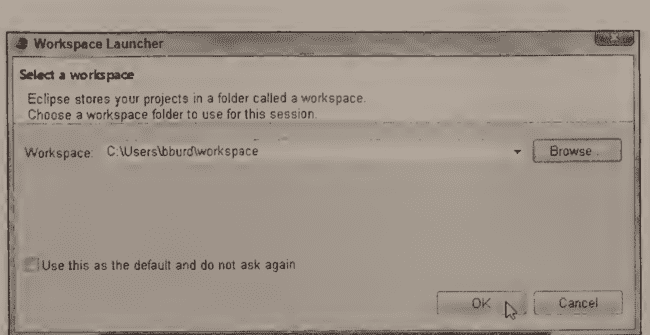 Workspace Launcher
Select a workspace
Eclipse stores your projects in a folder called a workspace.
Choose a workspace folder to use for this session.
Workspace: C:\Users\bburd\workspace Browse...
Use this as the default and do not ask again
OK Cancel